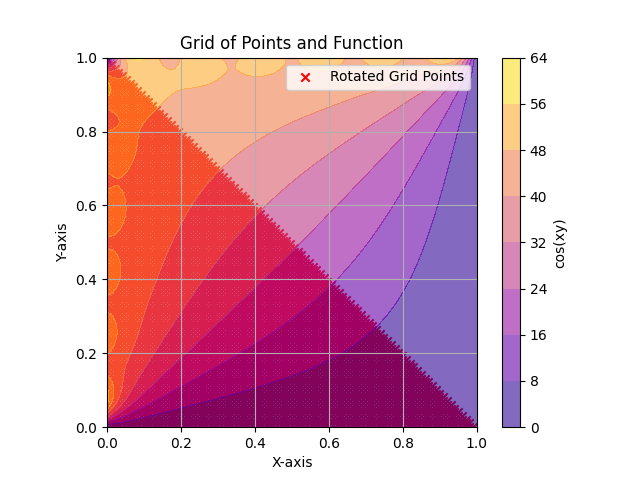 Grid of Points and Function
Rotated Grid Points
1.0
0.8
0.6
0.4
0.2
0.0
Y-axis
0.0 0.2 0.4 0.6 0.8 1.0
X-axis
64
56
48
40
32
24
16
8
0
cos(xy)